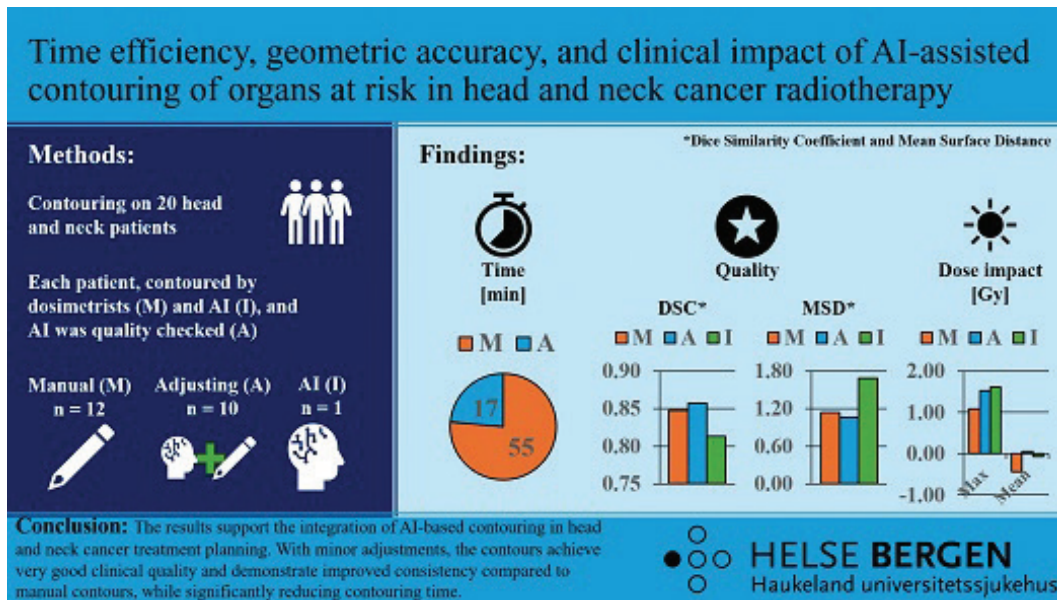 Time efficiency, geometric accuracy, and clinical impact of AI-assisted
contouring of organs at risk in head and neck cancer radiotherapy
Methods:
Contouring on 20 head
and neck patients
Each patient, contoured by
dosimetrists (M) and AI (I), and
AI was quality checked (A)
Manual (M)
n = 12
Adjusting (A)
n = 10
AI (I)
n = 1
Findings:
*Dice Similarity Coefficient and Mean Surface Distance
Time
[min]
M A
17
55
Quality
DSC*
M A I
0.90
0.85
0.80
0.75
MSD*
M A I
1.80
1.20
0.60
0.00
Dose impact
[Gy]
M A I
2.00
1.00
0.00
-1.00
Max
Mean
Conclusion: The results support the integration of AI-based contouring in head
and neck cancer treatment planning. With minor adjustments, the contours achieve
very good clinical quality and demonstrate improved consistency compared to
manual contours, while significantly reducing contouring time.
HELSE BERGEN
Haukeland universitetssjukehus